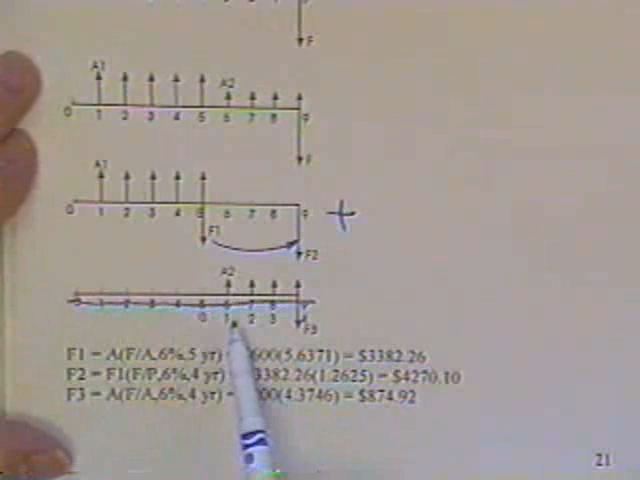 F
A1
A2
0 1 2 3 4 5 6 7 8 9
F
A1
0 1 2 3 4 5 6 7 8 9 +
F1
F2
A2
0 1 2 3
F3
F1 = A(F/A,6%,5 yr) 600(5.6371) = $3382.26
F2 = F1(F/P,6%,4 yr) 3382.26(1.2625) = $4270.10
F3 = A(F/A,6%,4 yr) = 00(4.3746) = $874.92
21